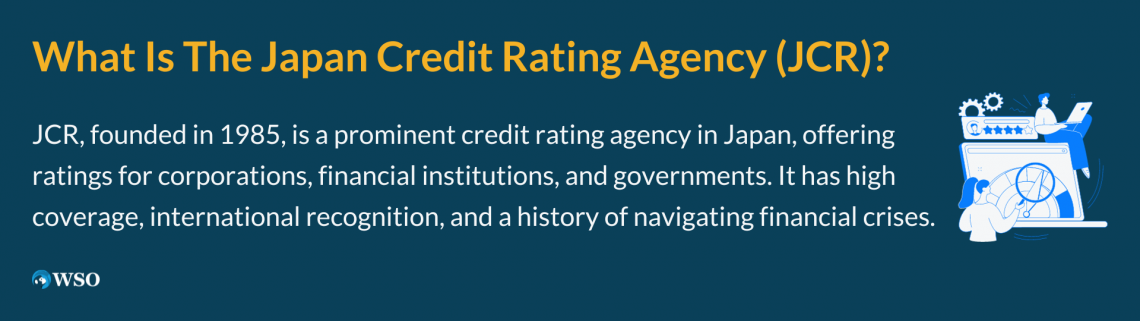 What Is The Japan Credit Rating Agency (JCR)?
JCR, founded in 1985, is a prominent credit rating agency in Japan, offering
ratings for corporations, financial institutions, and governments. It has high
coverage, international recognition, and a history of navigating financial crises.
WSO